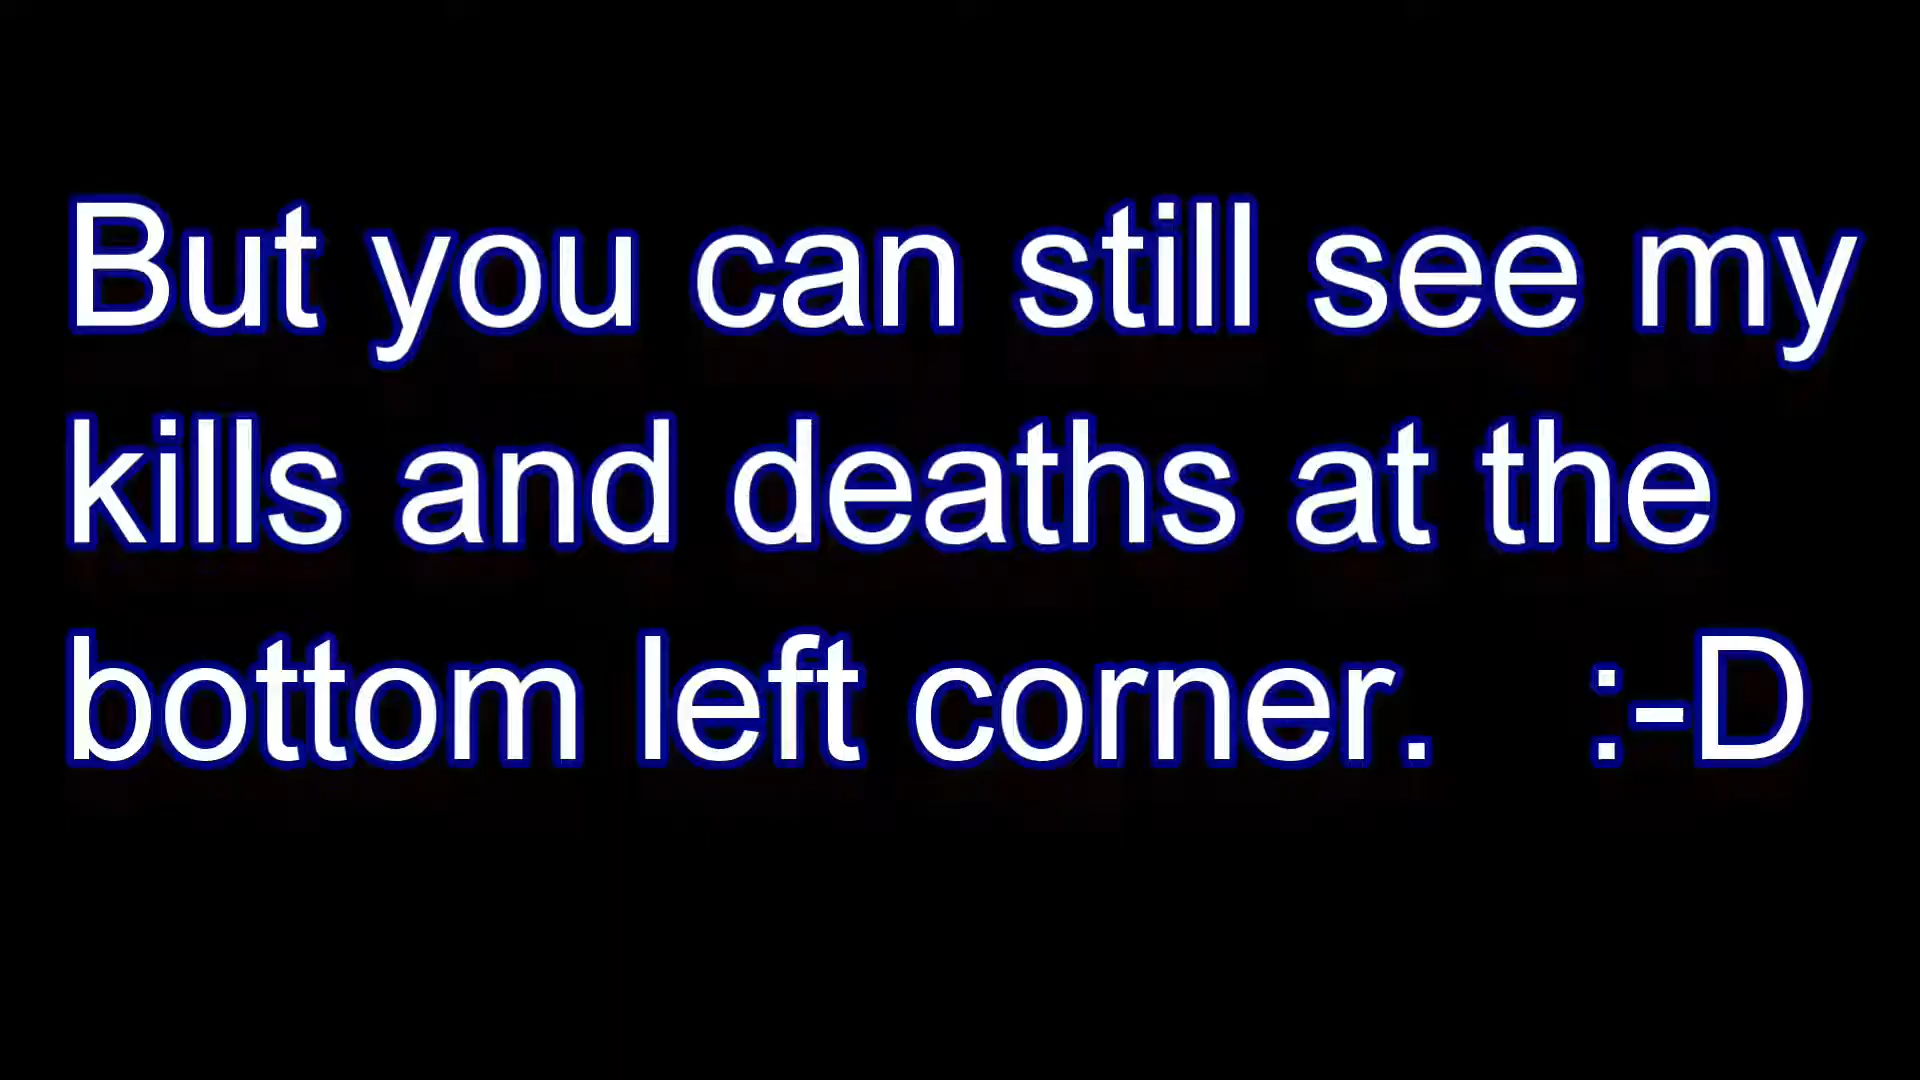 But you can still see my
kills and deaths at the
bottom left corner.   :-D